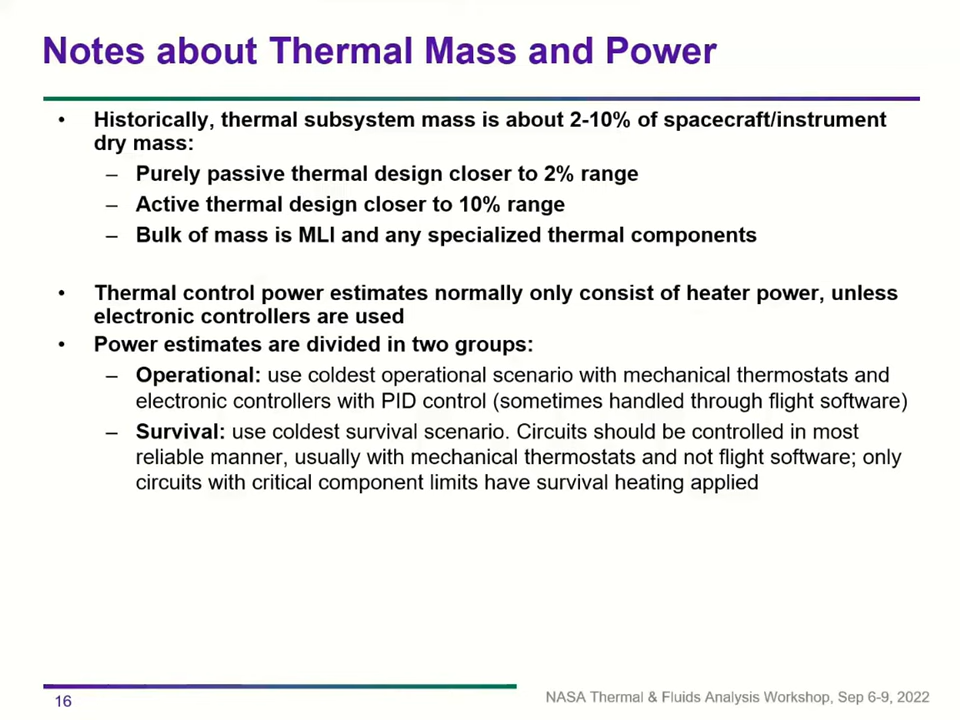 Notes about Thermal Mass and Power
• Historically, thermal subsystem mass is about 2-10% of spacecraft/instrument
dry mass:
– Purely passive thermal design closer to 2% range
– Active thermal design closer to 10% range
– Bulk of mass is MLI and any specialized thermal components
• Thermal control power estimates normally only consist of heater power, unless
electronic controllers are used
• Power estimates are divided in two groups:
– Operational: use coldest operational scenario with mechanical thermostats and
electronic controllers with PID control (sometimes handled through flight software)
– Survival: use coldest survival scenario. Circuits should be controlled in most
reliable manner, usually with mechanical thermostats and not flight software; only
circuits with critical component limits have survival heating applied
16
NASA Thermal & Fluids Analysis Workshop, Sep 6-9, 2022